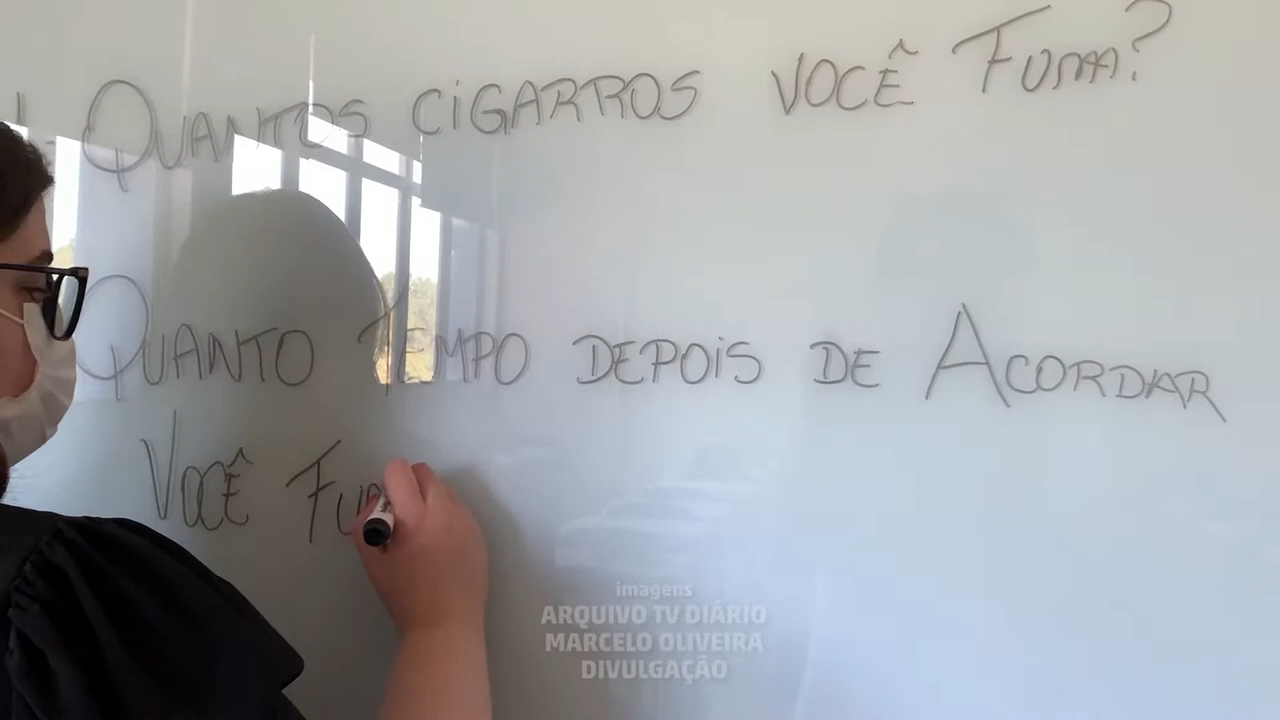 QUANTOS CIGARROS VOCÊ FUMA?
QUANTO TEMPO DEPOIS DE ACORDAR
VOCÊ FUM
imagens
ARQUIVO TV DIÁRIO
MARCELO OLIVEIRA
DIVULGAÇÃO